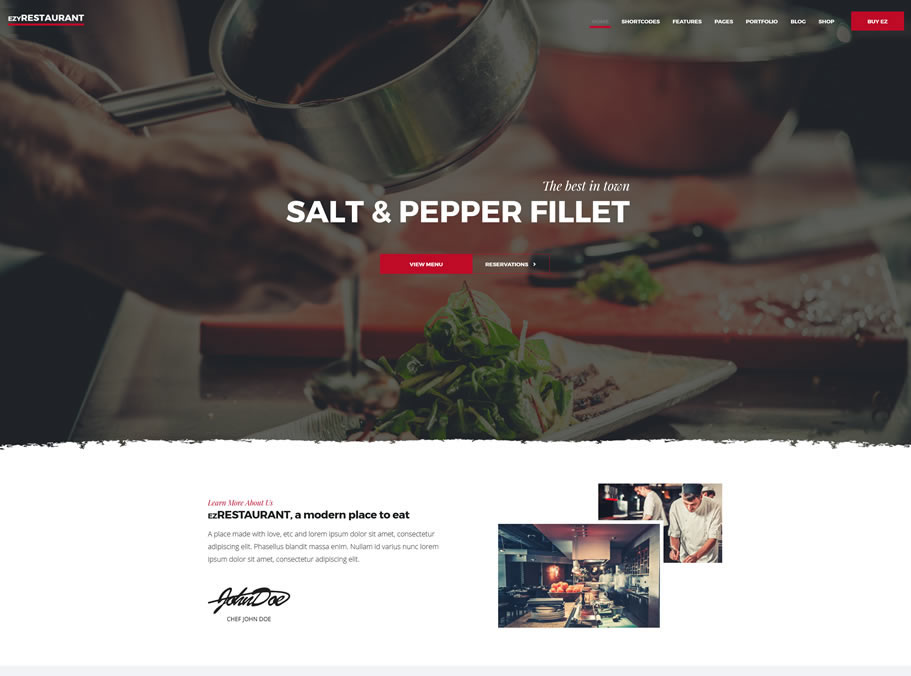 EZYRESTAURANT
HOME SHORTCODES FEATURES PAGES PORTFOLIO BLOG SHOP BUY EZ
The best in town
SALT & PEPPER FILLET
VIEW MENU RESERVATIONS
Learn More About Us
EZRESTAURANT, a modern place to eat
A place made with love, etc and lorem ipsum dolor sit amet, consectetur
adipiscing elit. Phasellus blandit massa enim. Nullam id varius nunc lorem
ipsum dolor sit amet, consectetur adipiscing elit.
John Doe
CHEF JOHN DOE